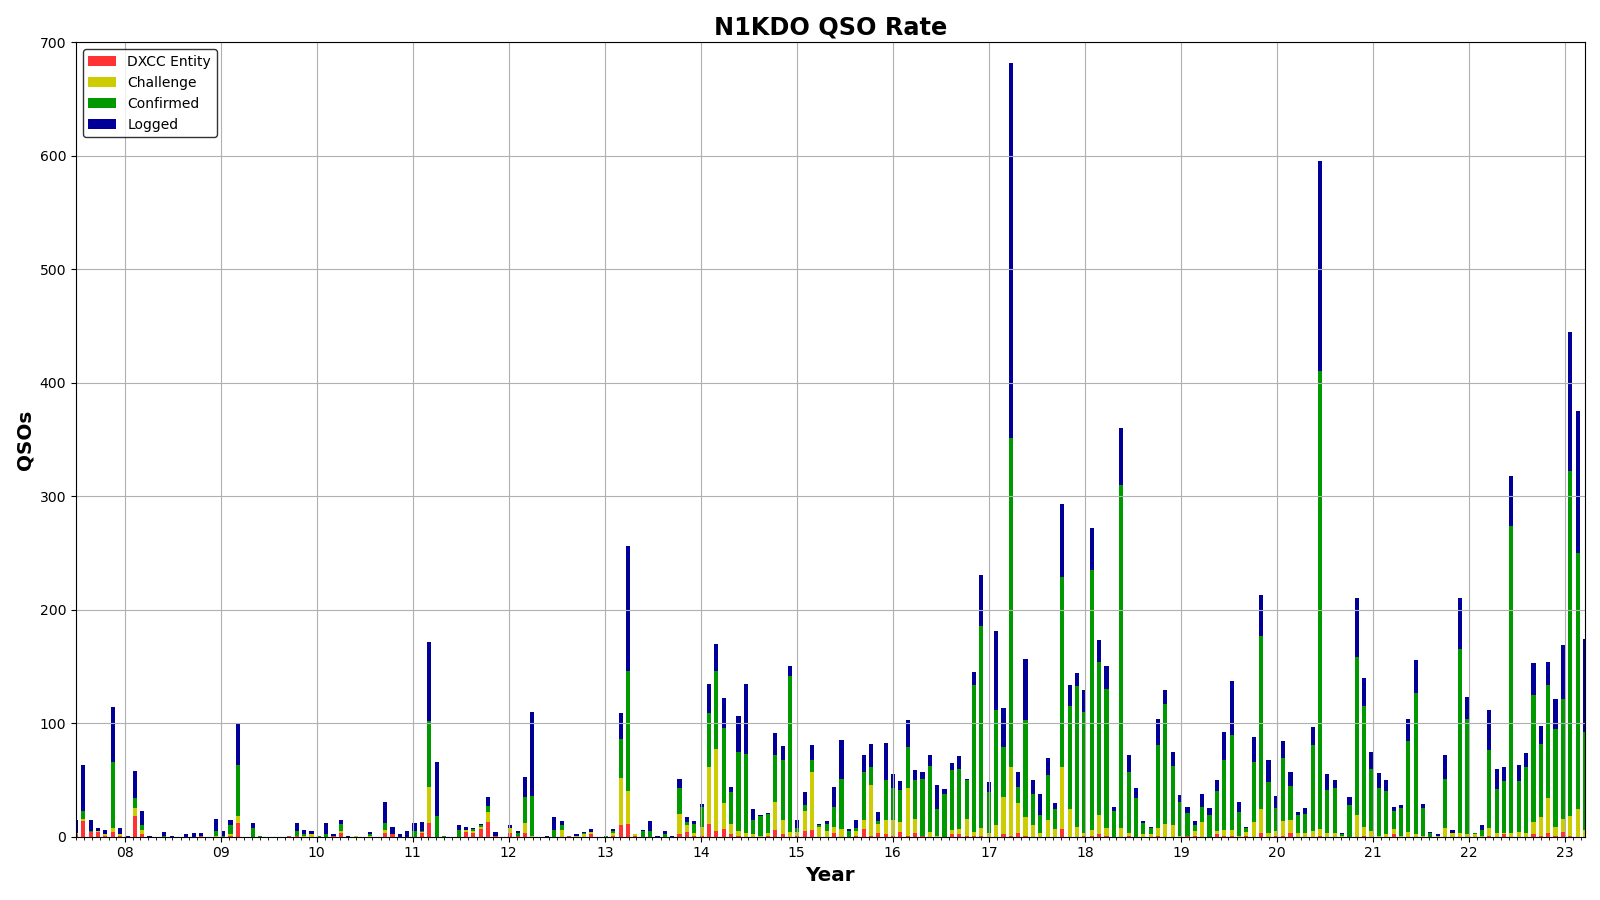 N1KDO QSO Rate
700
600
500
400
300
200
100
0
QSOs
DXCC Entity
Challenge
Confirmed
Logged
08 09 10 11 12 13 14 15 16 17 18 19 20 21 22 23
Year